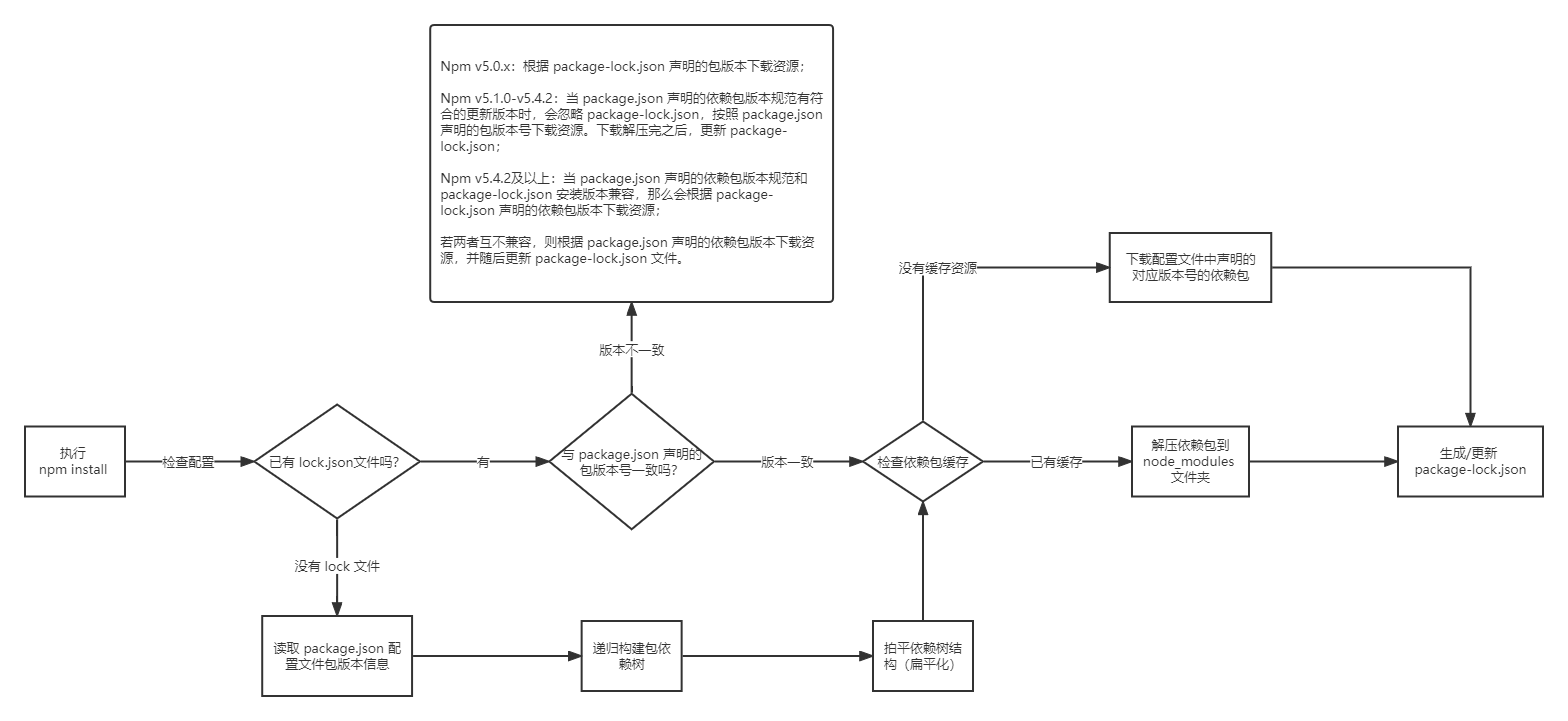 Npm v5.0.x：根据 package-lock.json 声明的包版本下载资源；
Npm v5.1.0-v5.4.2：当 package.json 声明的依赖包版本规范有符
合的更新版本时，会忽略 package-lock.json，按照 package.json
声明的包版本号下载资源。下载解压完之后，更新 package-
lock.json；
Npm v5.4.2及以上：当 package.json 声明的依赖包版本规范和
package-lock.json 安装版本兼容，那么会根据 package-
lock.json 声明的依赖包版本下载资源；
若两者互不兼容，则根据 package.json 声明的依赖包版本下载资
源，并随后更新 package-lock.json 文件。
没有缓存资源
下载配置文件中声明的
对应版本号的依赖包
版本不一致
执行
npm install
检查配置
已有 lock.json文件吗？
有
与 package.json 声明的
包版本号一致吗？
版本一致
检查依赖包缓存
已有缓存
解压依赖包到
node_modules
文件夹
生成/更新
package-lock.json
没有 lock 文件
读取 package.json 配
置文件包版本信息
递归构建包依
赖树
拍平依赖树结
构（扁平化）